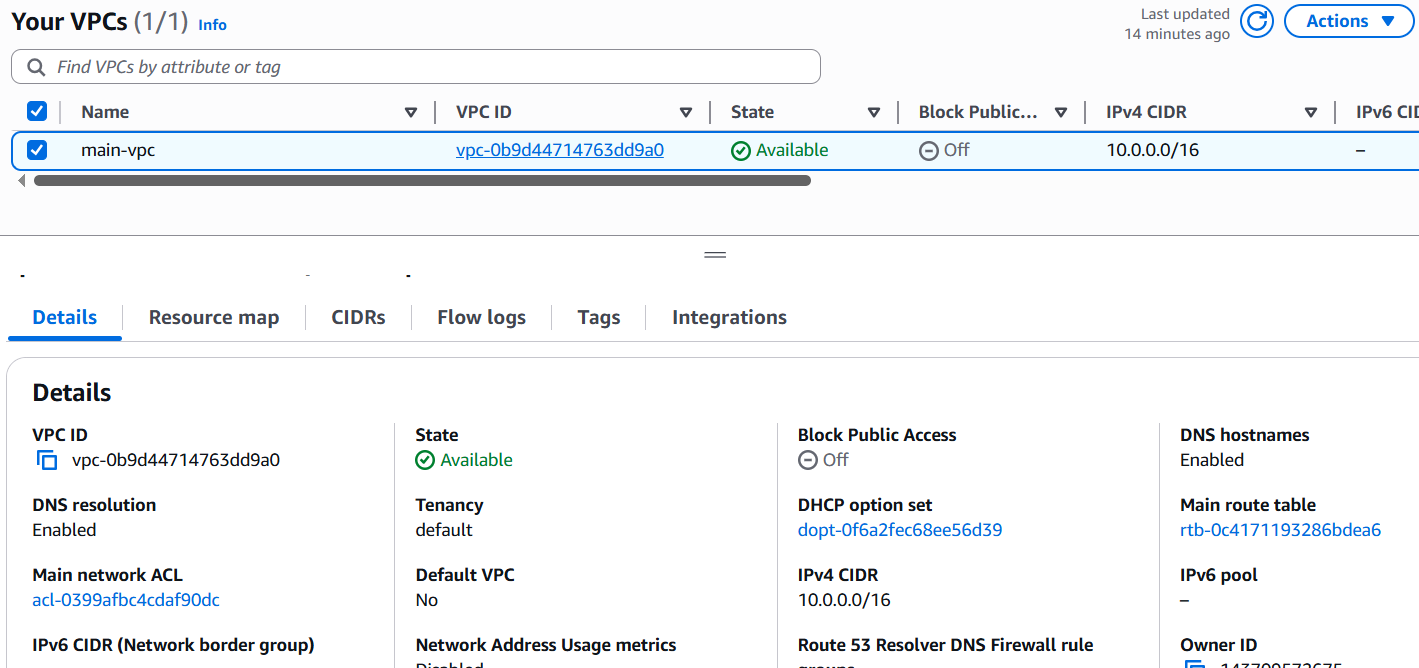 Your VPCs (1/1) Info
Last updated
14 minutes ago
Actions
Find VPCs by attribute or tag
Name VPC ID State Block Public... IPv4 CIDR IPv6 CID
main-vpc vpc-0b9d44714763dd9a0 Available Off 10.0.0.0/16 –
Details Resource map CIDRs Flow logs Tags Integrations
Details
VPC ID State Block Public Access DNS hostnames
vpc-0b9d44714763dd9a0 Available Off Enabled
DNS resolution Tenancy DHCP option set Main route table
Enabled default dopt-0f6a2fec68ee56d39 rtb-0c4171193286bdea6
Main network ACL Default VPC IPv4 CIDR IPv6 pool
acl-0399afbc4cdaf90dc No 10.0.0.0/16 –
IPv6 CIDR (Network border group) Network Address Usage metrics Route 53 Resolver DNS Firewall rule Owner ID
Disabled groups